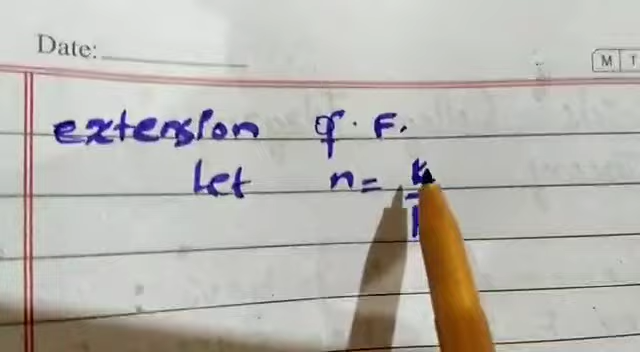 Date:
M T
extension of F.
Let n =